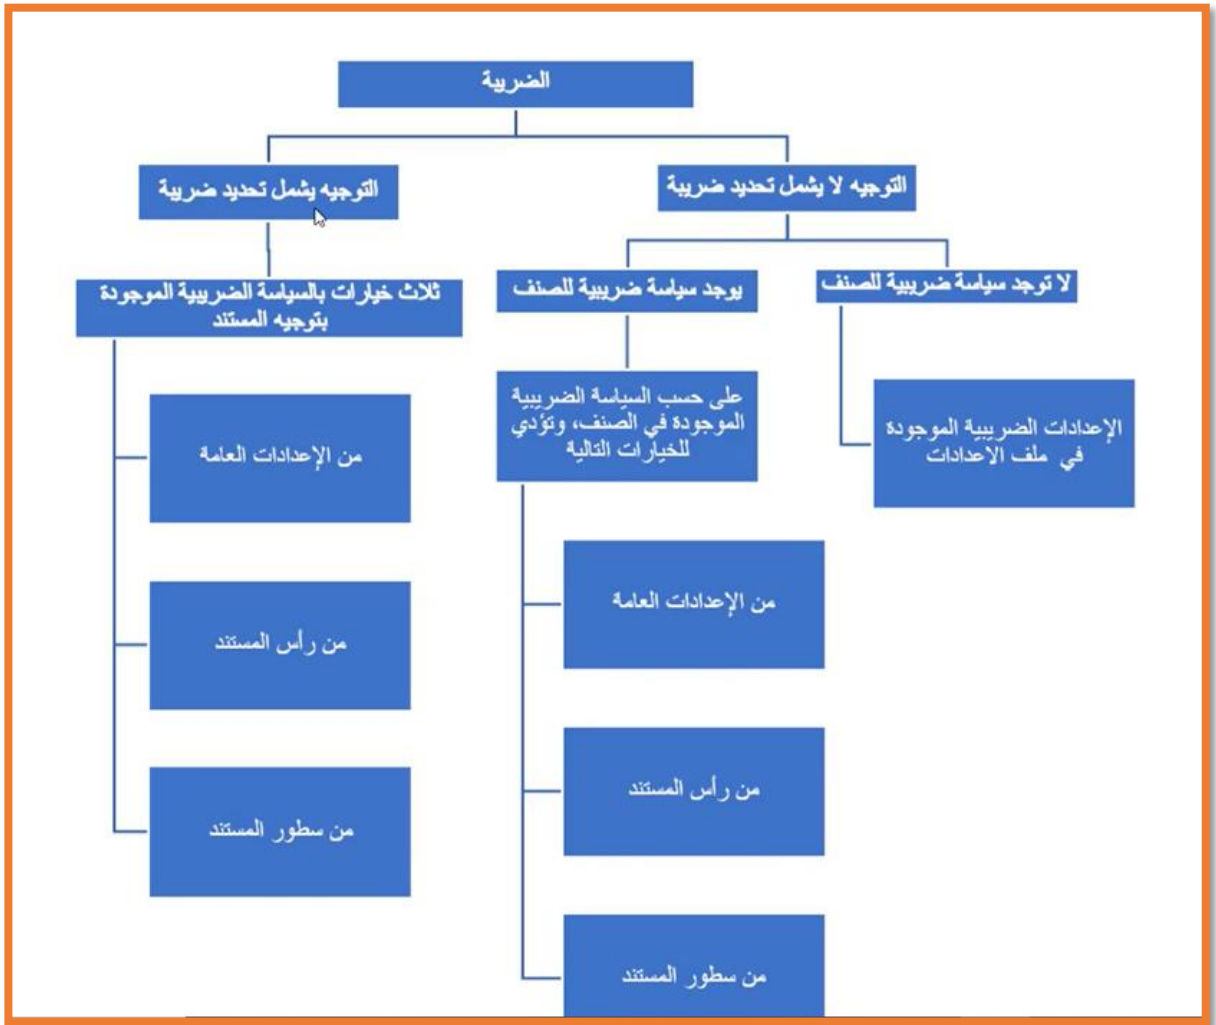 الضريبة
التوجيه لا يشمل تحديد ضريبة
التوجيه يشمل تحديد ضريبة
لا توجد سياسة ضريبية للصنف
يوجد سياسة ضريبية للصنف
ثلاث خيارات بالسياسة الضريبية الموجودة
بتوجيه المستند
الإعدادات الضريبية الموجودة
في ملف الاعدادات
على حسب السياسة الضريبية
الموجودة في الصنف، وتؤدي
للخيارات التالية
من الإعدادات العامة
من رأس المستند
من سطور المستند
من الإعدادات العامة
من رأس المستند
من سطور المستند